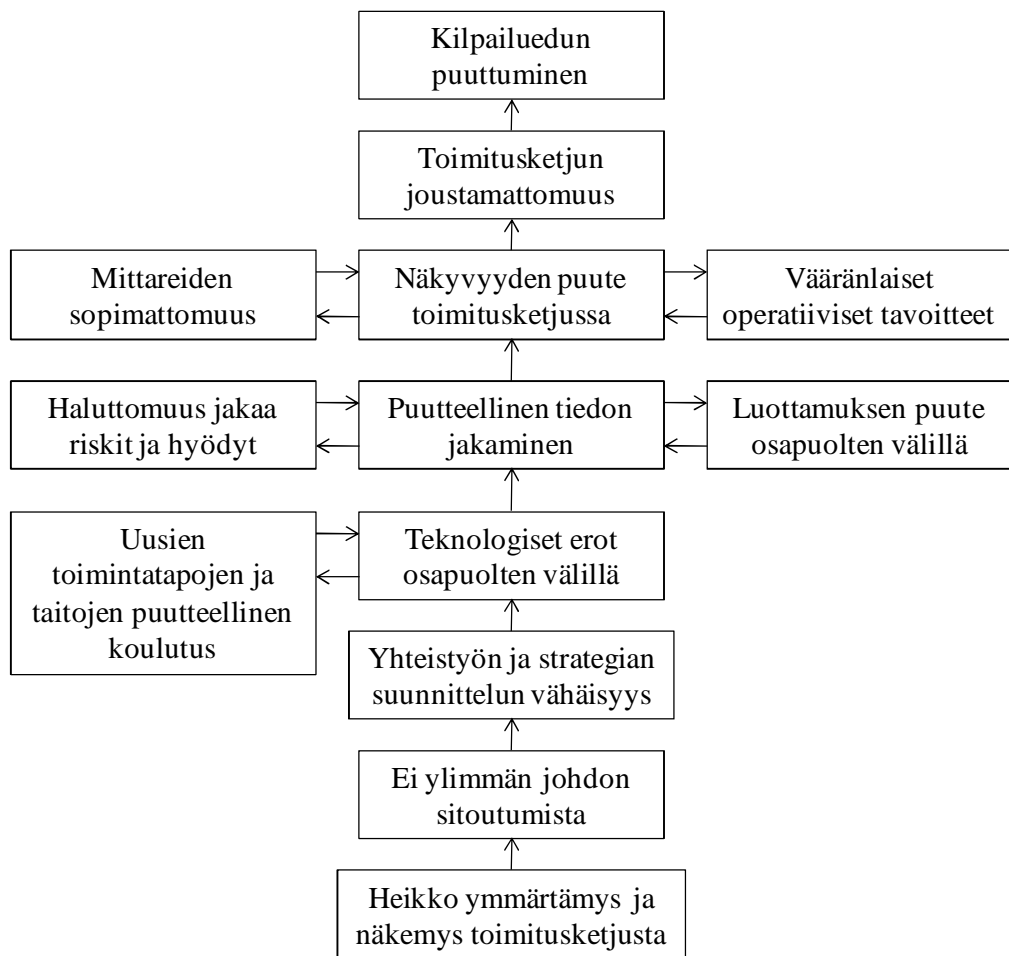 Kilpailuedun
puuttuminen
Toimitusketjun
joustamattomuus
Mittareiden
sopimattomuus
Näkyvyyden puute
toimitusketjussa
Vääränlaiset
operatiiviset tavoitteet
Haluttomuus jakaa
riskit ja hyödyt
Puutteellinen tiedon
jakaminen
Luottamuksen puute
osapuolten välillä
Uusien
toimintatapojen ja
taitojen puutteellinen
koulutus
Teknologiset erot
osapuolten välillä
Yhteistyön ja strategian
suunnittelun vähäisyys
Ei ylimmän johdon
sitoutumista
Heikko ymmärtämys ja
näkemys toimitusketjusta